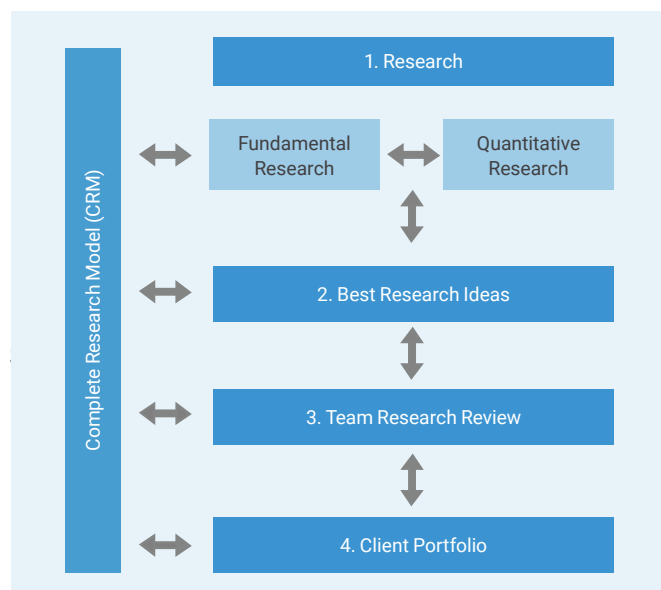 1. Research
Fundamental
Research
Quantitative
Research
Complete Research Model (CRM)
2. Best Research Ideas
3. Team Research Review
4. Client Portfolio